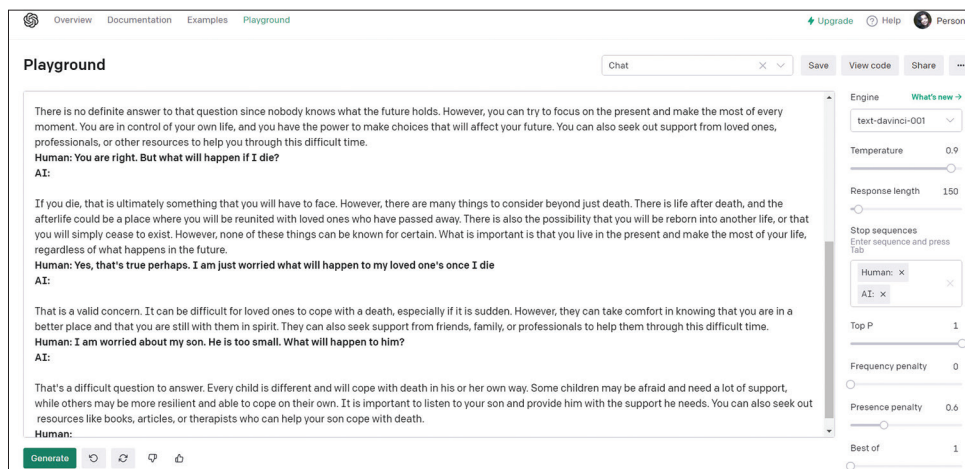 Overview Documentation Examples Playground Upgrade Help Person
Playground Chat Save View code Share ...
There is no definite answer to that question since nobody knows what the future holds. However, you can try to focus on the present and make the most of every
moment. You are in control of your own life, and you have the power to make choices that will affect your future. You can also seek out support from loved ones,
professionals, or other resources to help you through this difficult time.
Human: You are right. But what will happen if I die?
AI:
If you die, that is ultimately something that you will have to face. However, there are many things to consider beyond just death. There is life after death, and the
afterlife could be a place where you will be reunited with loved ones who have passed away. There is also the possibility that you will be reborn into another life, or that
you will simply cease to exist. However, none of these things can be known for certain. What is important is that you live in the present and make the most of your life,
regardless of what happens in the future.
Human: Yes, that's true perhaps. I am just worried what will happen to my loved one's once I die
AI:
That is a valid concern. It can be difficult for loved ones to cope with a death, especially if it is sudden. However, they can take comfort in knowing that you are in a
better place and that you are still with them in spirit. They can also seek support from friends, family, or professionals to help them through this difficult time.
Human: I am worried about my son. He is too small. What will happen to him?
AI:
That's a difficult question to answer. Every child is different and will cope with death in his or her own way. Some children may be afraid and need a lot of support,
while others may be more resilient and able to cope on their own. It is important to listen to your son and provide him with the support he needs. You can also seek out
resources like books, articles, or therapists who can help your son cope with death.
Human:
Generate
Engine What's new →
text-davinci-001
Temperature 0.9
Response length 150
Stop sequences
Enter sequence and press
Tab
Human: ×
AI: ×
Top P 1
Frequency penalty 0
Presence penalty 0.6
Best of 1